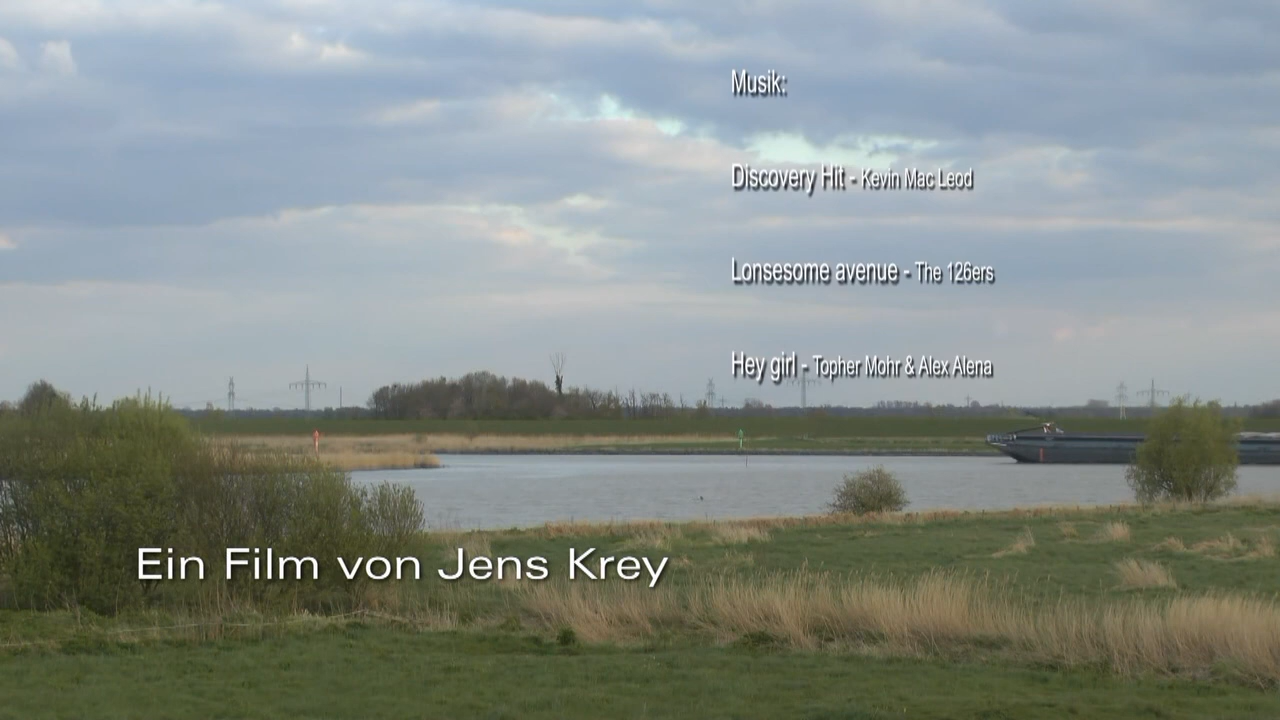 Musik:
Discovery Hit - Kevin Mac Leod
Lonsesome avenue - The 126ers
Hey girl - Topher Mohr & Alex Alena
Ein Film von Jens Krey